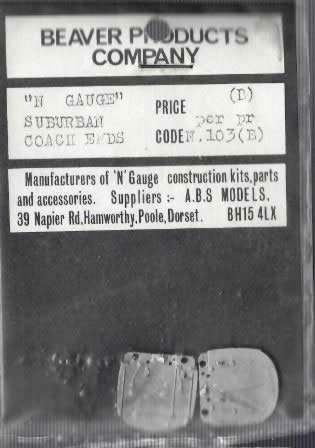 BEAVER PRODUCTS
COMPANY
"N GAUGE"
SUBURBAN
COACH ENDS
PRICE (B)
per pr
CODE N.103(B)
Manufacturers of 'N' Gauge construction kits, parts
and accessories. Suppliers :- A.B.S MODELS,
39 Napier Rd, Hamworthy. Poole, Dorset. BH15 4LX